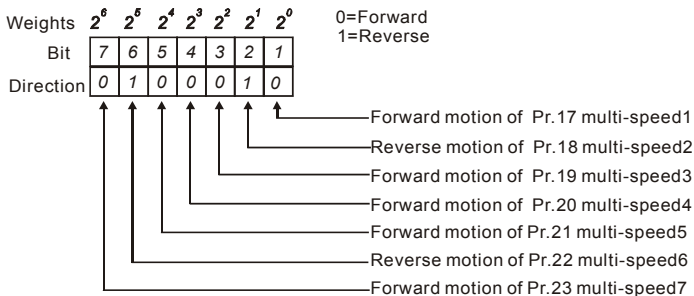 Weights 2^6 2^5 2^4 2^3 2^2 2^1 2^0
0=Forward
1=Reverse
Bit 7 6 5 4 3 2 1
Direction 0 1 0 0 0 1 0
Forward motion of Pr.17 multi-speed1
Reverse motion of Pr.18 multi-speed2
Forward motion of Pr.19 multi-speed3
Forward motion of Pr.20 multi-speed4
Forward motion of Pr.21 multi-speed5
Reverse motion of Pr.22 multi-speed6
Forward motion of Pr.23 multi-speed7